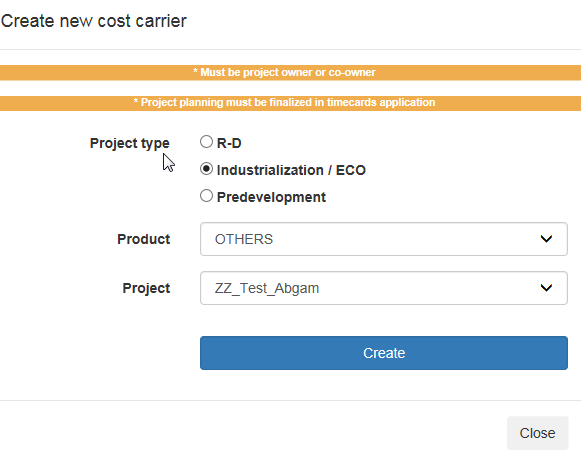 Create new cost carrier
* Must be project owner or co-owner
* Project planning must be finalized in timecards application
Project type
R-D
Industrialization / ECO
Predevelopment
Product
OTHERS
Project
ZZ_Test_Abgam
Create
Close